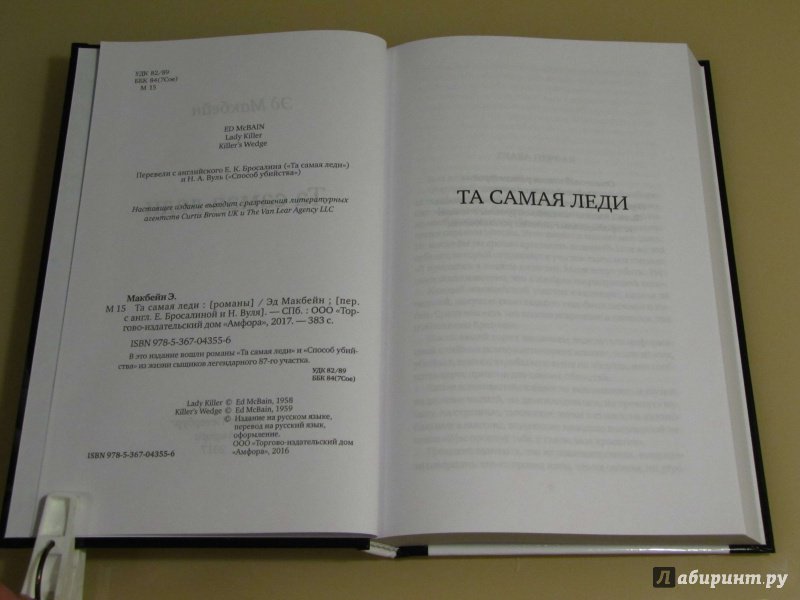 УДК 82/89
ББК 84(7Сое)
М 15
ED McBAIN
Lady Killer
Killer's Wedge
Перевели с английского Е. К. Бросалина («Та самая леди»)
и Н. А. Вуль («Способ убийства»)
Настоящее издание выходит с разрешения литературных
агентств Curtis Brown UK и The Van Lear Agency LLC
Макбейн Э.
М 15 Та самая леди : [романы] / Эд Макбейн ; [пер.
с англ. Е. Бросалиной и Н. Вуля]. — СПб. : ООО «Тор-
гово-издательский дом «Амфора», 2017. — 383 с.
ISBN 978-5-367-04355-6
В это издание вошли романы «Та самая леди» и «Способ убий-
ства» из жизни сыщиков легендарного 87-го участка.
УДК 82/89
ББК 84(7Сое)
Lady Killer © Ed McBain, 1958
Killer's Wedge © Ed McBain, 1959
© Издание на русском языке,
перевод на русский язык,
оформление.
ООО «Торгово-издательский дом
«Амфора», 2016
ISBN 978-5-367-04355-6
ТА САМАЯ ЛЕДИ
Лабиринт.ру